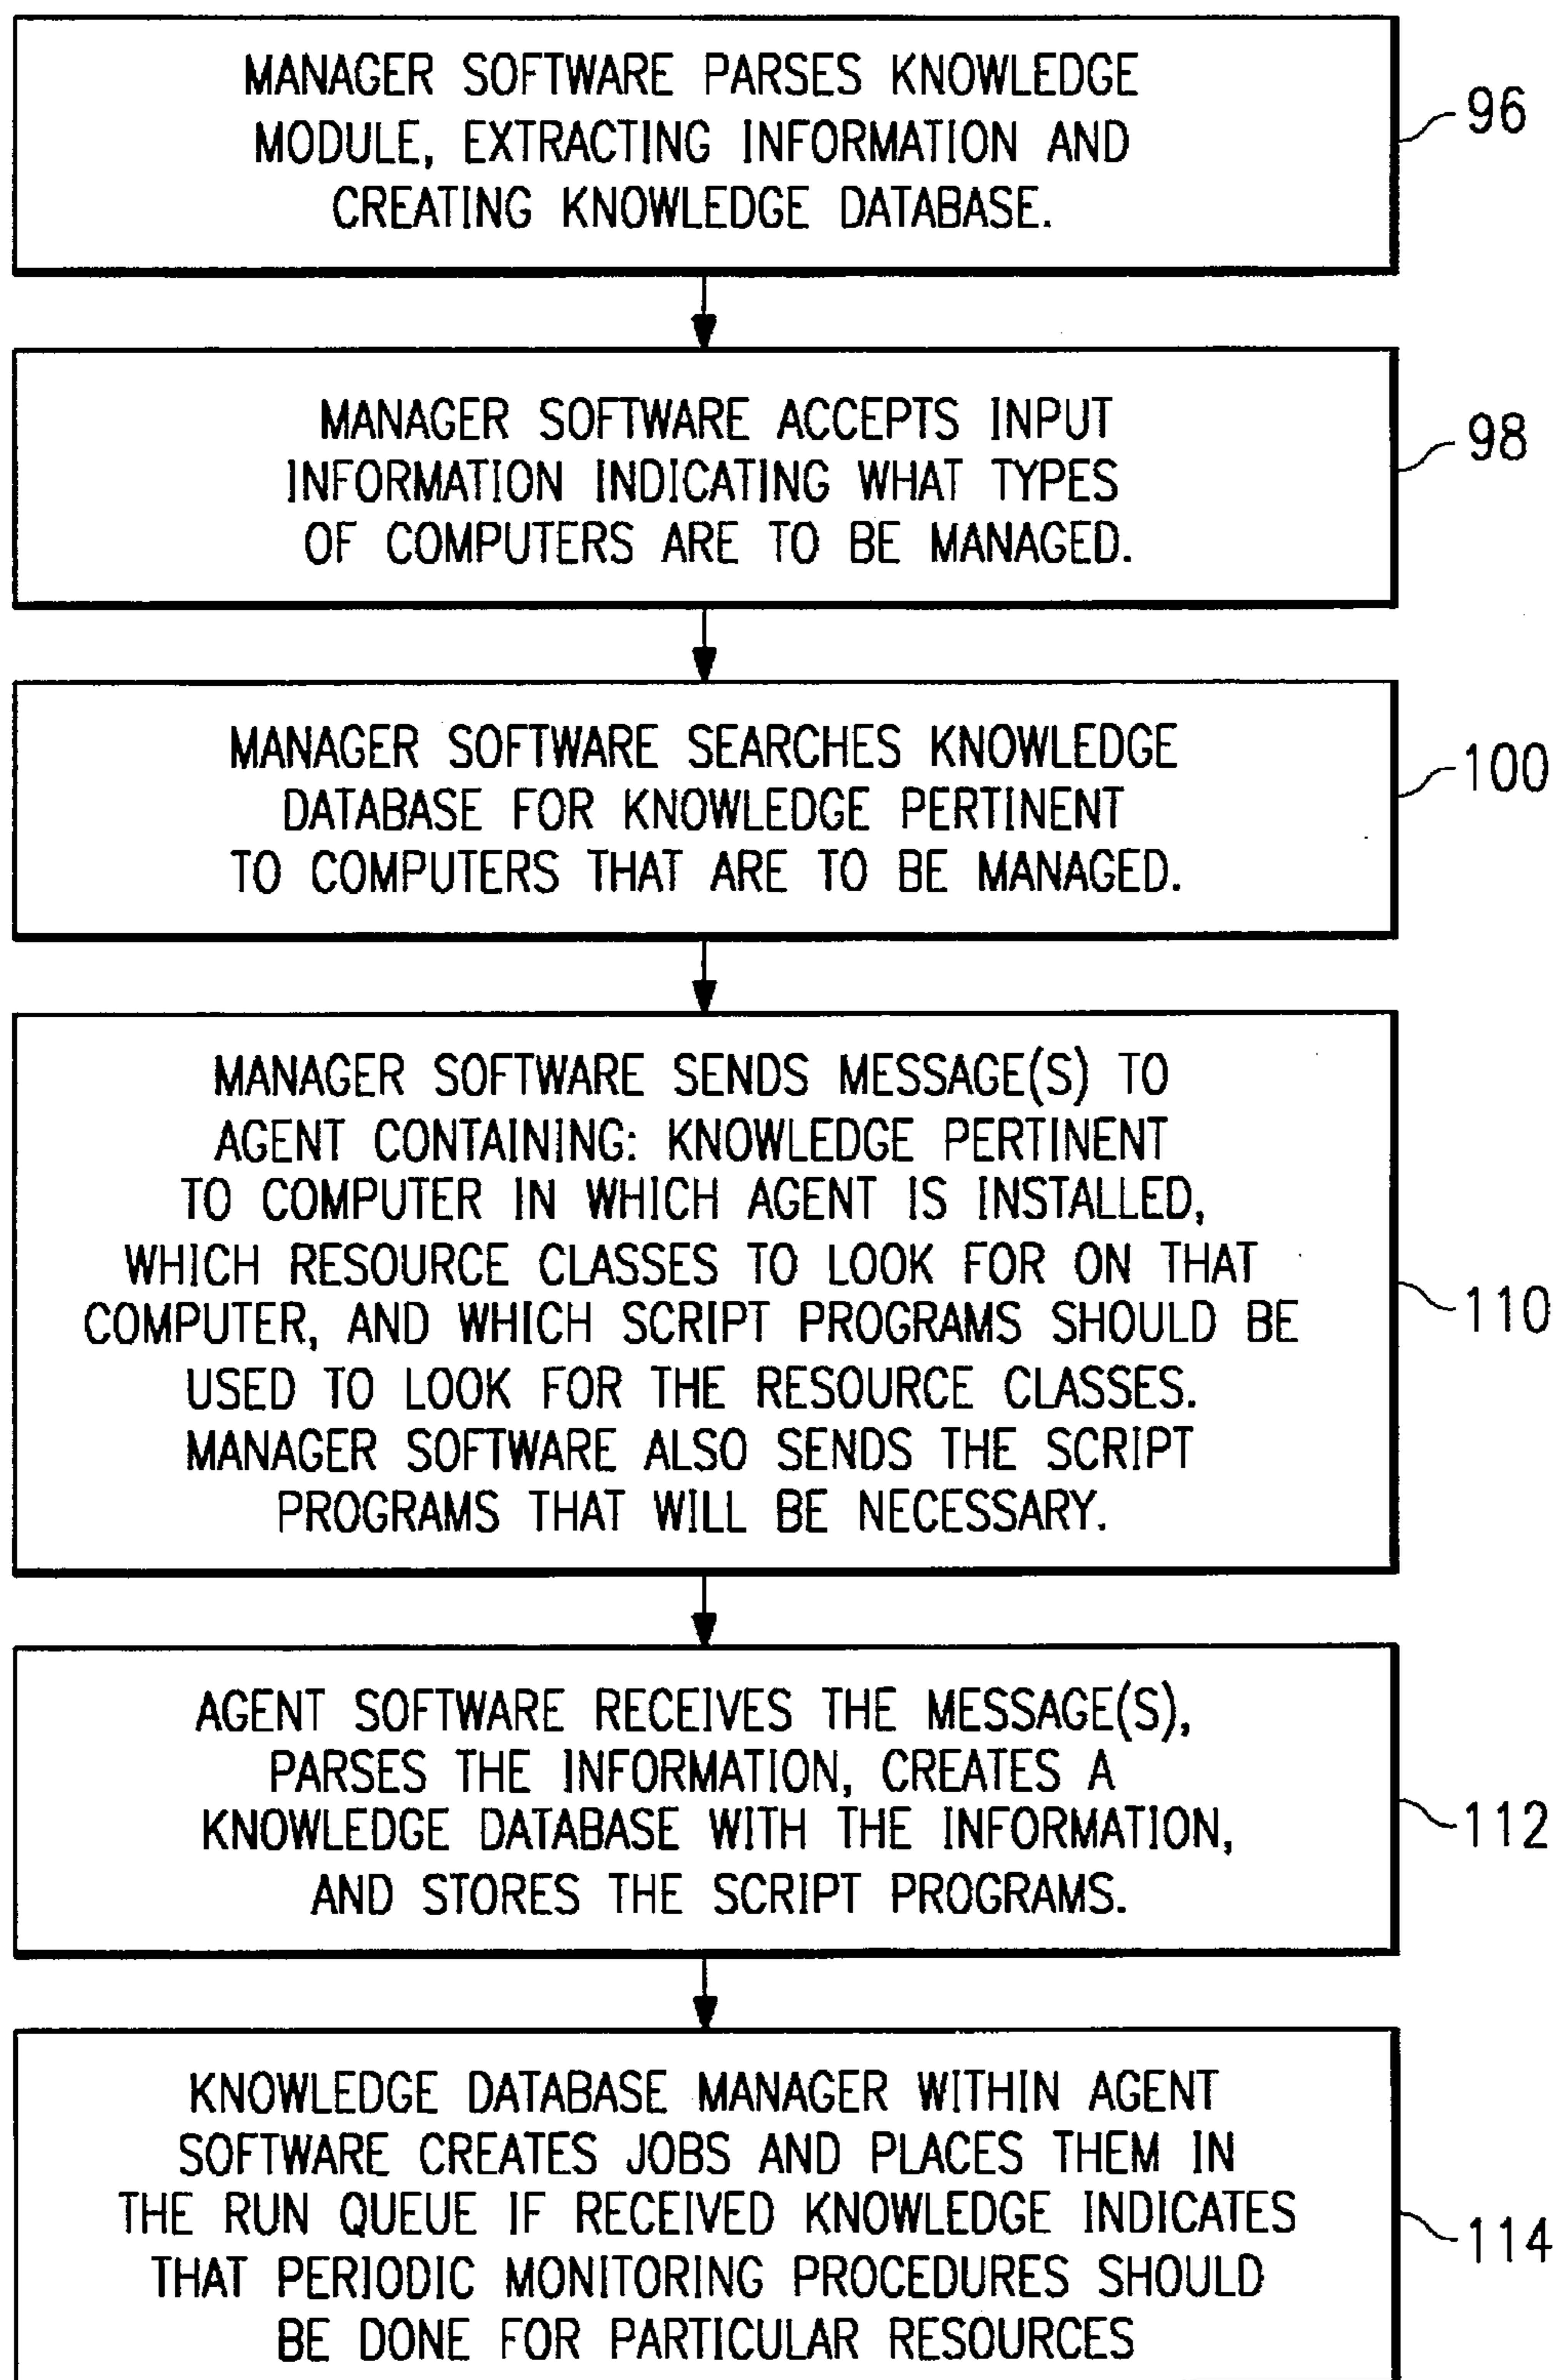 MANAGER SOFTWARE PARSES KNOWLEDGE
MODULE, EXTRACTING INFORMATION AND
CREATING KNOWLEDGE DATABASE.
96
MANAGER SOFTWARE ACCEPTS INPUT
INFORMATION INDICATING WHAT TYPES
OF COMPUTERS ARE TO BE MANAGED.
98
MANAGER SOFTWARE SEARCHES KNOWLEDGE
DATABASE FOR KNOWLEDGE PERTINENT
TO COMPUTERS THAT ARE TO BE MANAGED.
100
MANAGER SOFTWARE SENDS MESSAGE(S) TO
AGENT CONTAINING: KNOWLEDGE PERTINENT
TO COMPUTER IN WHICH AGENT IS INSTALLED,
WHICH RESOURCE CLASSES TO LOOK FOR ON THAT
COMPUTER, AND WHICH SCRIPT PROGRAMS SHOULD BE
USED TO LOOK FOR THE RESOURCE CLASSES.
MANAGER SOFTWARE ALSO SENDS THE SCRIPT
PROGRAMS THAT WILL BE NECESSARY.
110
AGENT SOFTWARE RECEIVES THE MESSAGE(S),
PARSES THE INFORMATION, CREATES A
KNOWLEDGE DATABASE WITH THE INFORMATION,
AND STORES THE SCRIPT PROGRAMS.
112
KNOWLEDGE DATABASE MANAGER WITHIN AGENT
SOFTWARE CREATES JOBS AND PLACES THEM IN
THE RUN QUEUE IF RECEIVED KNOWLEDGE INDICATES
THAT PERIODIC MONITORING PROCEDURES SHOULD
BE DONE FOR PARTICULAR RESOURCES
114